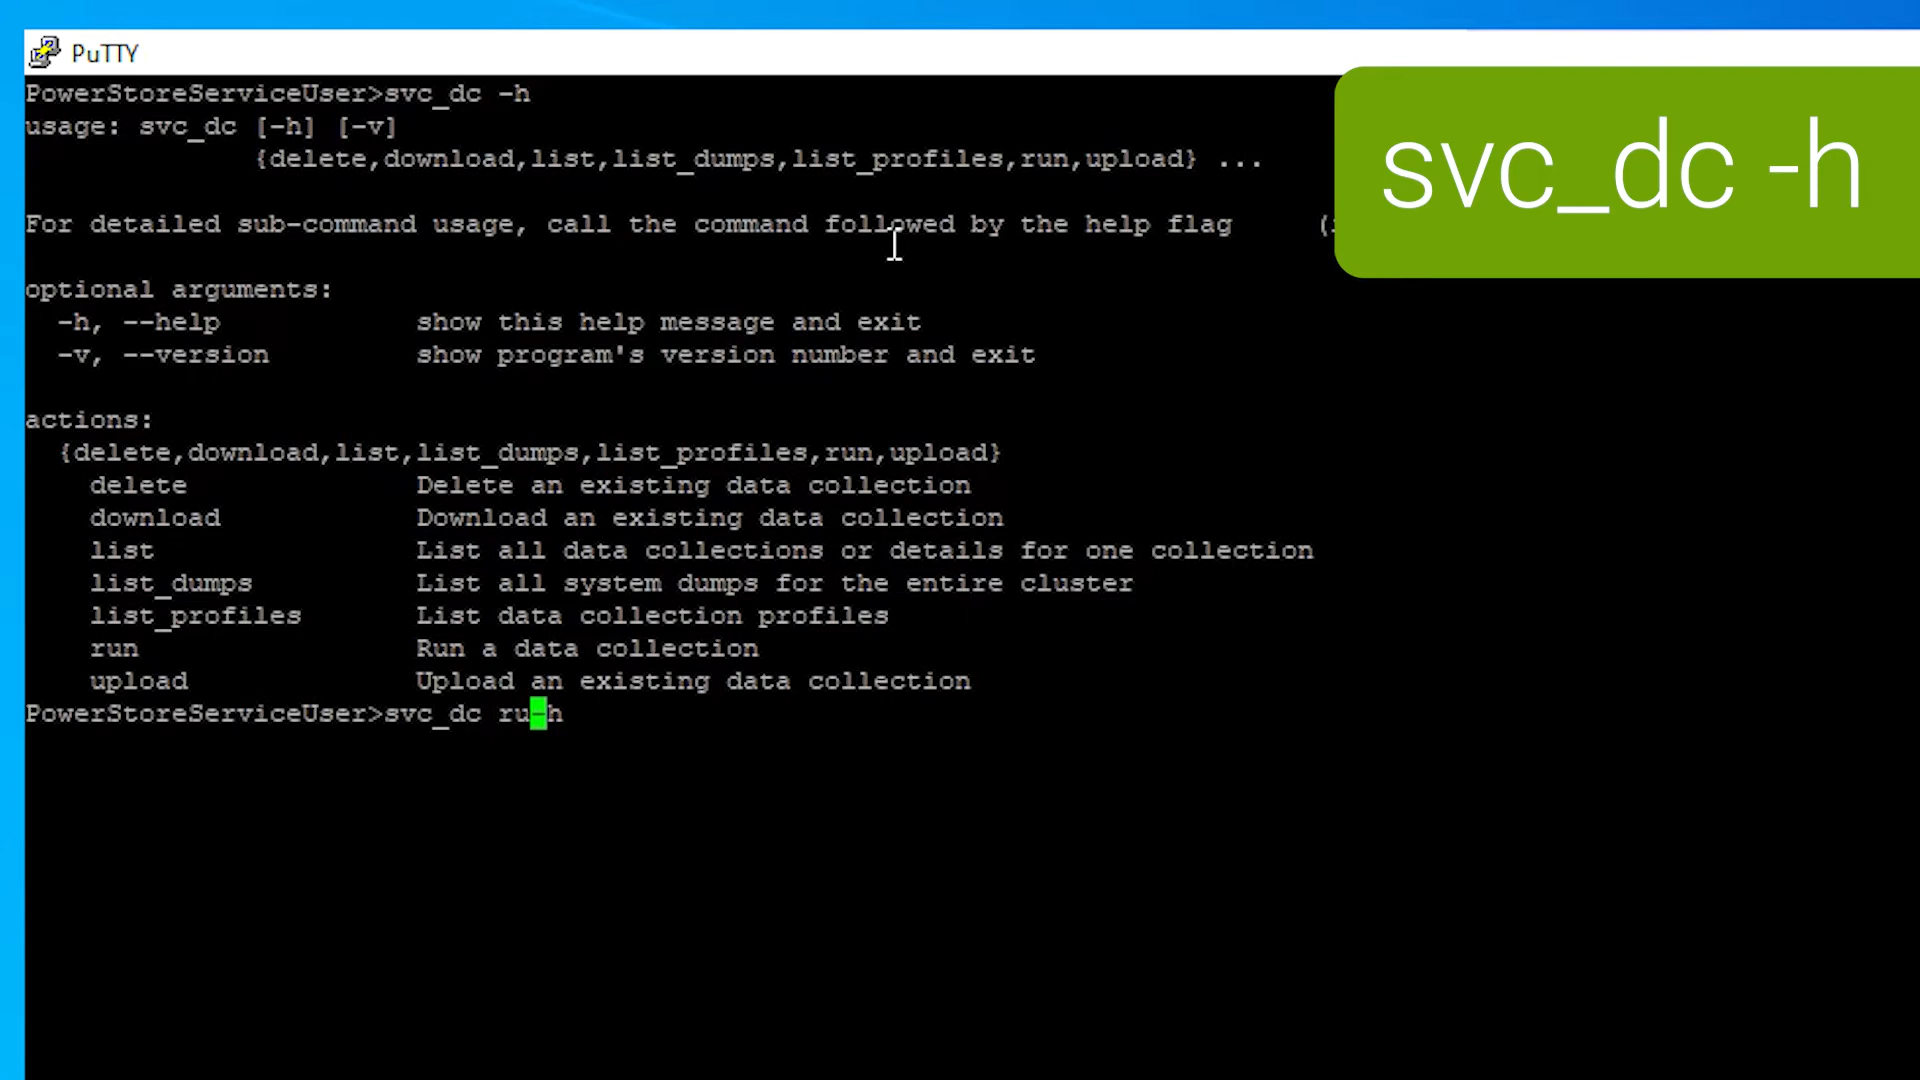 PuTTY
PowerStoreServiceUser>svc_dc -h
usage: svc_dc [-h] [-v]
{delete,download,list,list_dumps,list_profiles,run,upload} ...
For detailed sub-command usage, call the command followed by the help flag (
optional arguments:
-h, --help show this help message and exit
-v, --version show program's version number and exit
actions:
{delete,download,list,list_dumps,list_profiles,run,upload}
delete Delete an existing data collection
download Download an existing data collection
list List all data collections or details for one collection
list_dumps List all system dumps for the entire cluster
list_profiles List data collection profiles
run Run a data collection
upload Upload an existing data collection
PowerStoreServiceUser>svc_dc ru-h
svc_dc -h